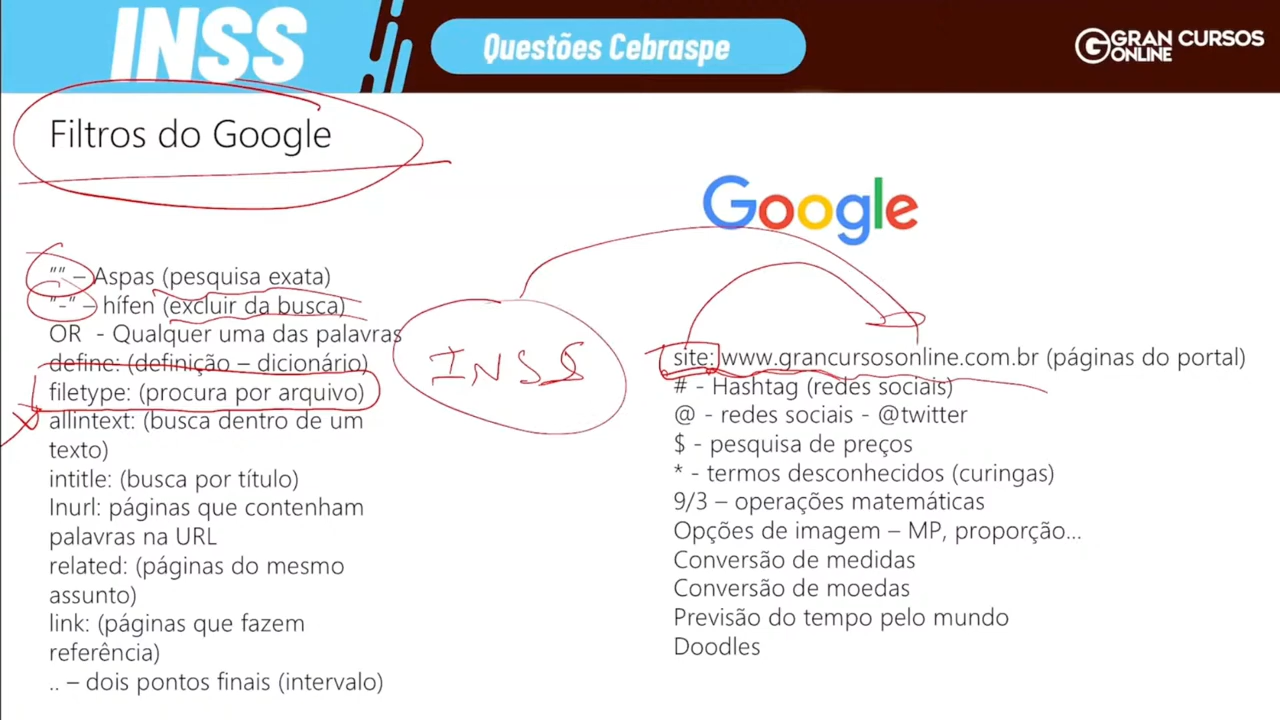 INSS
Questões Cebraspe
GRAN CURSOS
ONLINE
Filtros do Google
Google
"" – Aspas (pesquisa exata)
"-" – hífen (excluir da busca)
OR - Qualquer uma das palavras
define: (definição – dicionário)
filetype: (procura por arquivo)
allintext: (busca dentro de um
texto)
intitle: (busca por título)
Inurl: páginas que contenham
palavras na URL
related: (páginas do mesmo
assunto)
link: (páginas que fazem
referência)
.. – dois pontos finais (intervalo)
INSS
site: www.grancursosonline.com.br (páginas do portal)
# - Hashtag (redes sociais)
@ - redes sociais - @twitter
$ - pesquisa de preços
* - termos desconhecidos (curingas)
9/3 – operações matemáticas
Opções de imagem – MP, proporção...
Conversão de medidas
Conversão de moedas
Previsão do tempo pelo mundo
Doodles